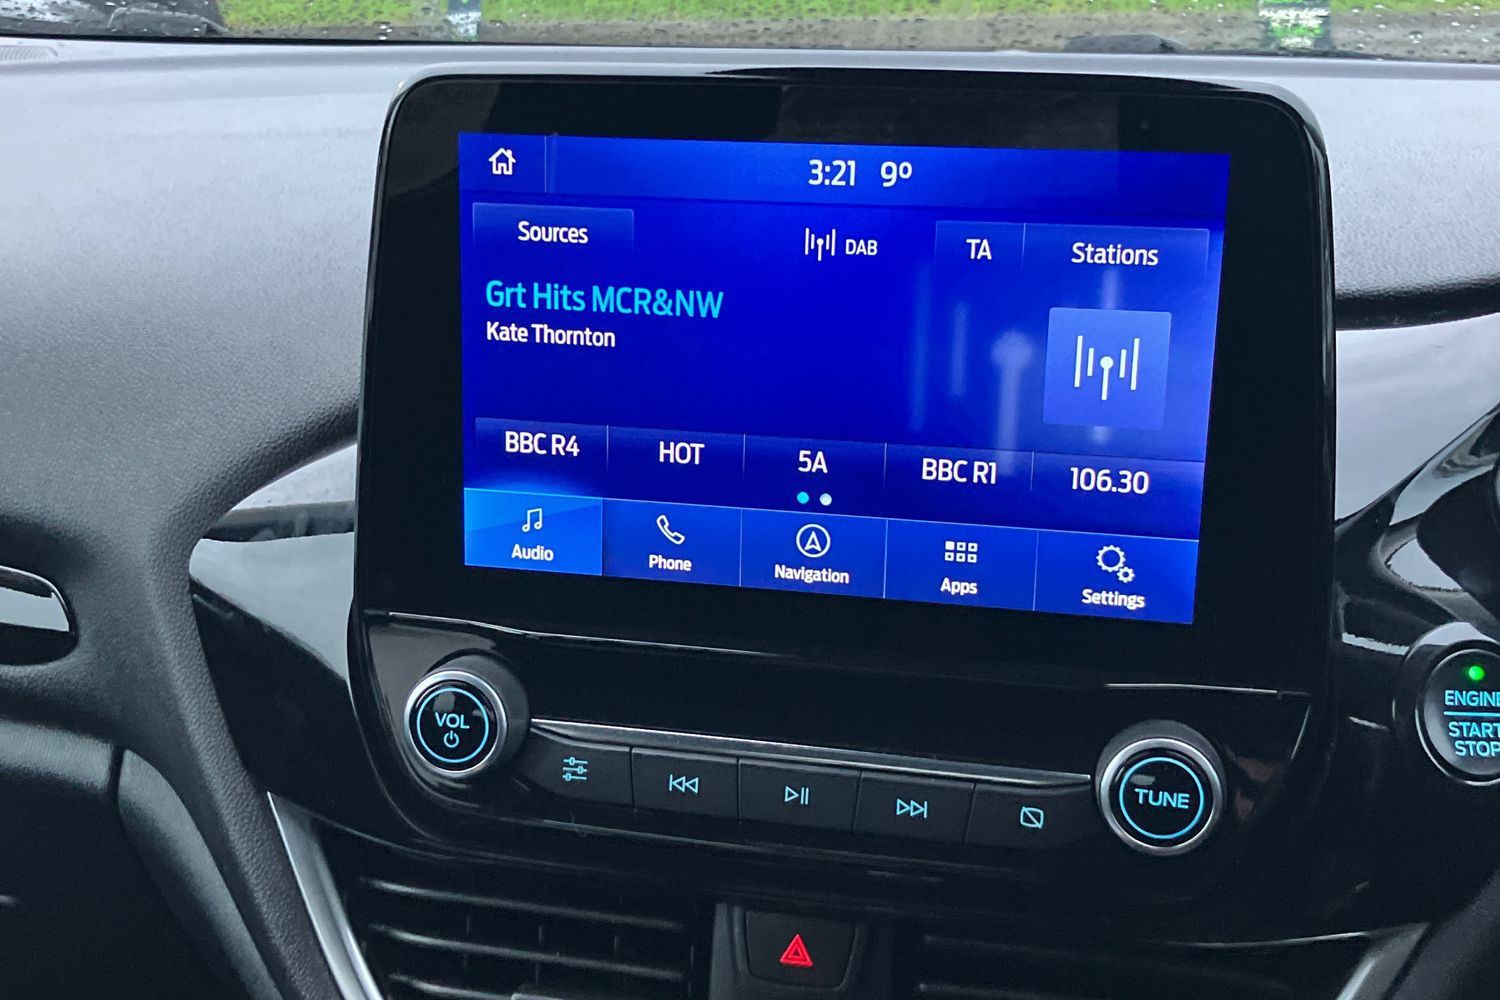 3:21 9º
Sources
DAB
TA
Stations
Grt Hits MCR&NW
Kate Thornton
BBC R4
HOT
5A
BBC R1
106.30
Audio
Phone
Navigation
Apps
Settings
VOL
TUNE
ENGINE
START
STOP